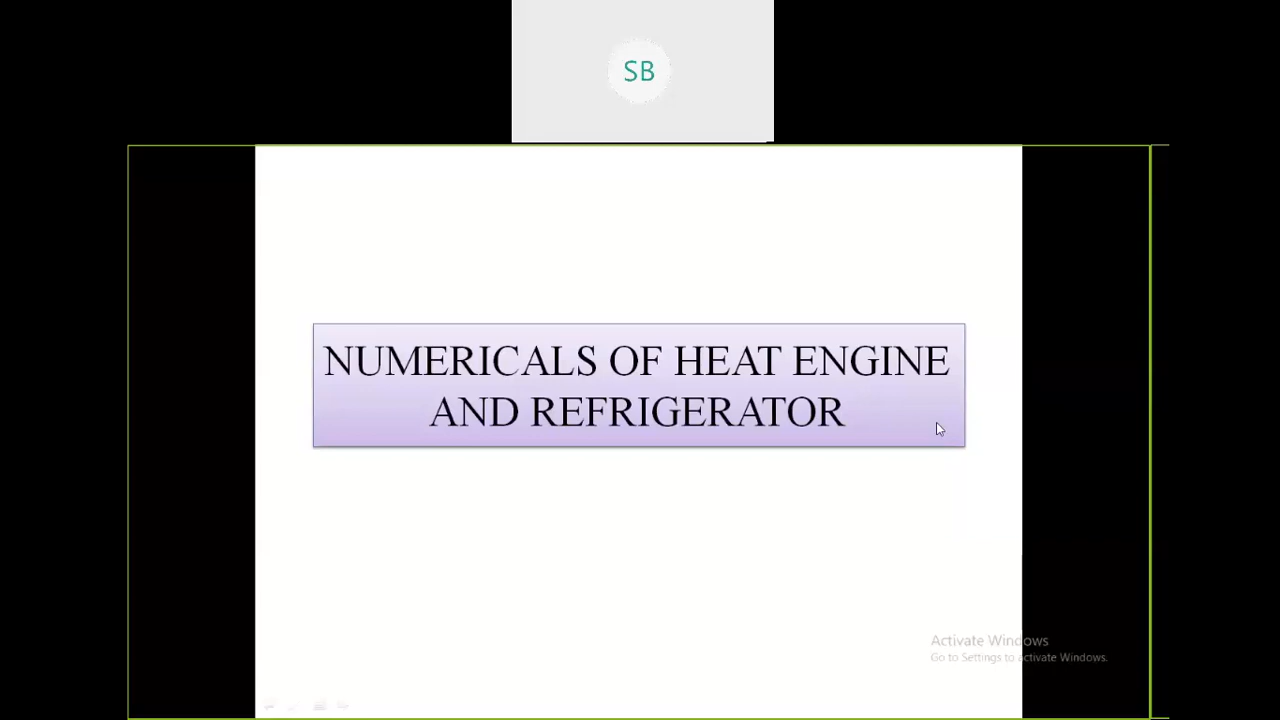 SB
NUMERICALS OF HEAT ENGINE
AND REFRIGERATOR
Activate Windows
Go to Settings to activate Windows.